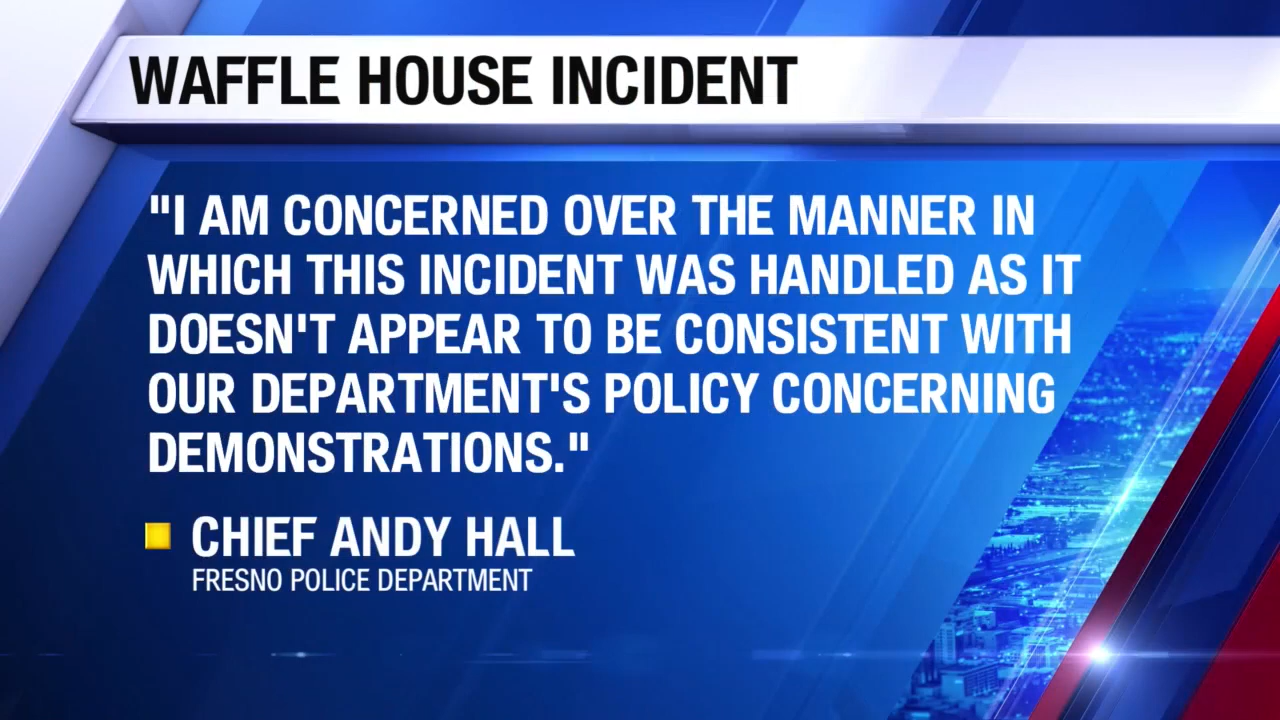 WAFFLE HOUSE INCIDENT
"I AM CONCERNED OVER THE MANNER IN
WHICH THIS INCIDENT WAS HANDLED AS IT
DOESN'T APPEAR TO BE CONSISTENT WITH
OUR DEPARTMENT'S POLICY CONCERNING
DEMONSTRATIONS."
CHIEF ANDY HALL
FRESNO POLICE DEPARTMENT